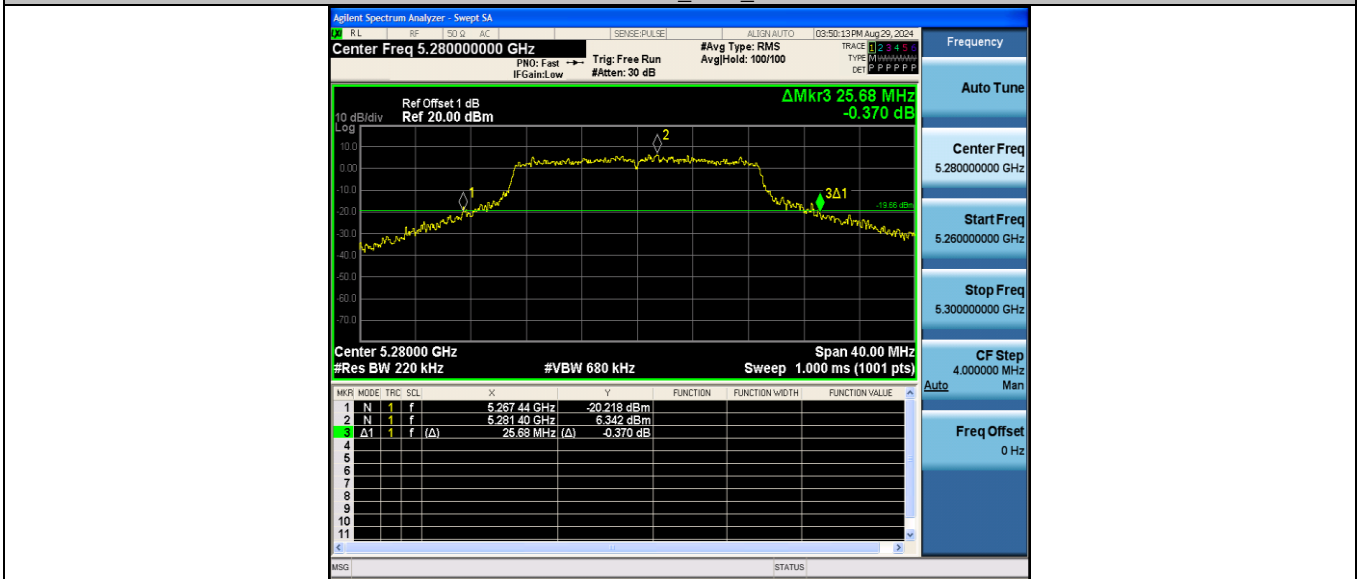 Agilent Spectrum Analyzer - Swept SA
RL RF 50 Ω AC SENSE:PULSE ALIGN AUTO 03:50:13 PM Aug 29, 2024
Center Freq 5.280000000 GHz
PNO: Fast
IFGain:Low
Trig: Free Run
#Atten: 30 dB
#Avg Type: RMS
Avg|Hold: 100/100
TRACE 1 2 3 4 5 6
TYPE M
DET P P P P P P
ΔMkr3 25.68 MHz
-0.370 dB
Ref Offset 1 dB
10 dB/div Ref 20.00 dBm
Log
10.0
0.00
-10.0
-20.0
-30.0
-40.0
-50.0
-60.0
-70.0
1
2
3Δ1
-19.66 dBm
Center 5.28000 GHz Span 40.00 MHz
#Res BW 220 kHz #VBW 680 kHz Sweep 1.000 ms (1001 pts)
MKR MODE TRC SCL X Y FUNCTION FUNCTION WIDTH FUNCTION VALUE
1 N 1 f 5.267 44 GHz -20.218 dBm
2 N 1 f 5.281 40 GHz 6.342 dBm
3 Δ1 1 f (Δ) 25.68 MHz (Δ) -0.370 dB
4
5
6
7
8
9
10
11
MSG STATUS
Frequency
Auto Tune
Center Freq
5.280000000 GHz
Start Freq
5.260000000 GHz
Stop Freq
5.300000000 GHz
CF Step
4.000000 MHz
Auto Man
Freq Offset
0 Hz